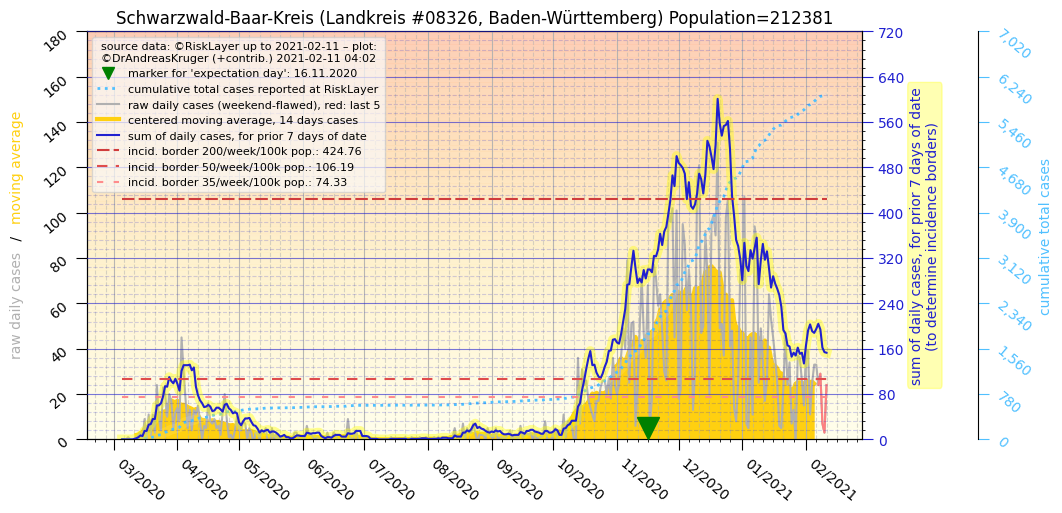 Schwarzwald-Baar-Kreis (Landkreis #08326, Baden-Württemberg) Population=212381
source data: ©RiskLayer up to 2021-02-11 – plot:
©DrAndreasKruger (+contrib.) 2021-02-11 04:02
marker for 'expectation day': 16.11.2020
cumulative total cases reported at RiskLayer
raw daily cases (weekend-flawed), red: last 5
centered moving average, 14 days cases
sum of daily cases, for prior 7 days of date
incid. border 200/week/100k pop.: 424.76
incid. border 50/week/100k pop.: 106.19
incid. border 35/week/100k pop.: 74.33
raw daily cases / moving average
180
160
140
120
100
80
60
40
20
0
03/2020
04/2020
05/2020
06/2020
07/2020
08/2020
09/2020
10/2020
11/2020
12/2020
01/2021
02/2021
720
640
560
480
400
320
240
160
80
0
sum of daily cases, for prior 7 days of date
(to determine incidence borders)
7,020
6,240
5,460
4,680
3,900
3,120
2,340
1,560
780
0
cumulative total cases